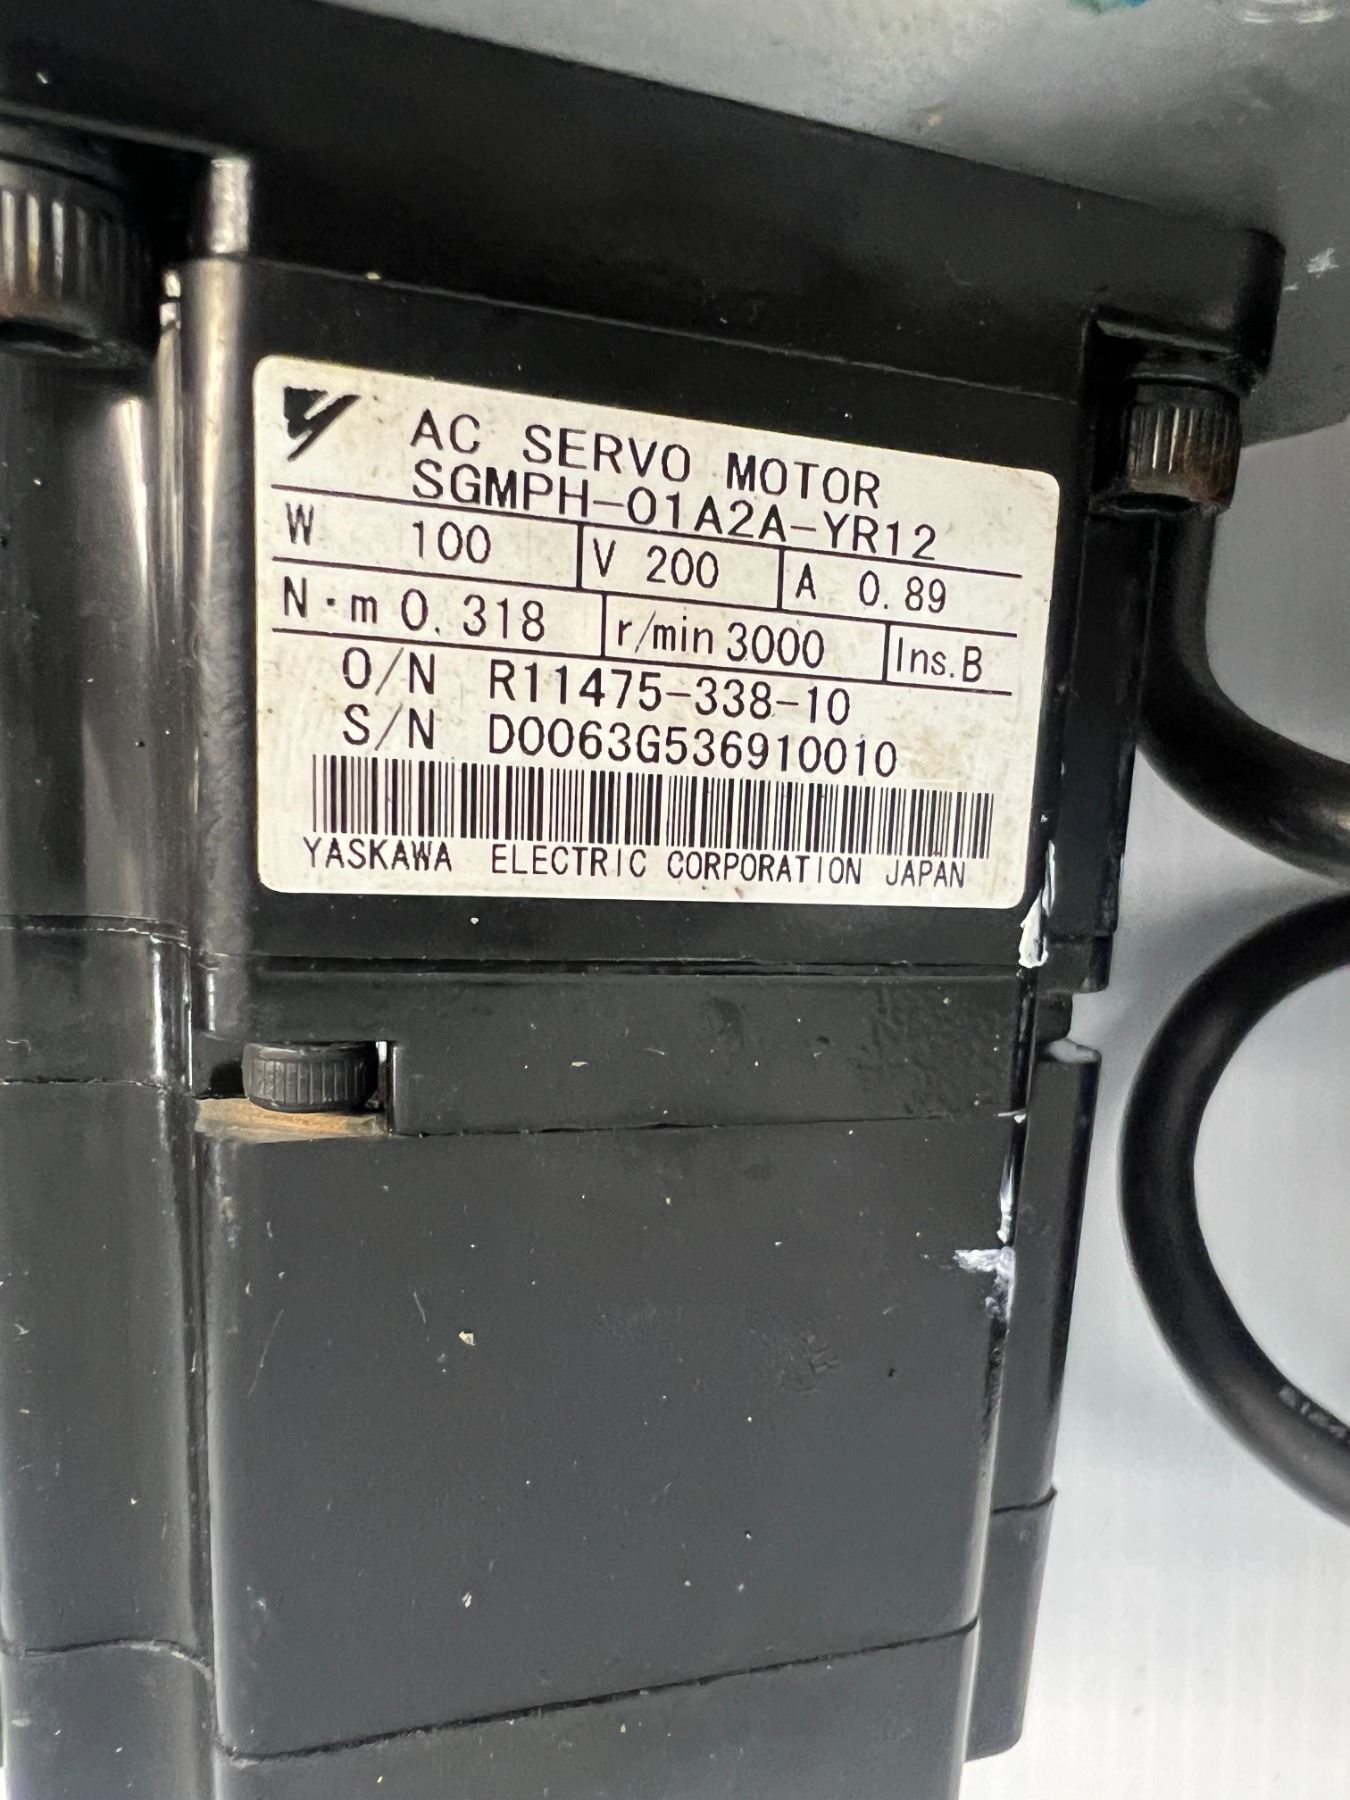 AC SERVO MOTOR
SGMPH-01A2A-YR12
W 100 V 200 A 0.89
N·m 0.318 r/min 3000 Ins.B
O/N R11475-338-10
S/N D0063G536910010
YASKAWA ELECTRIC CORPORATION JAPAN